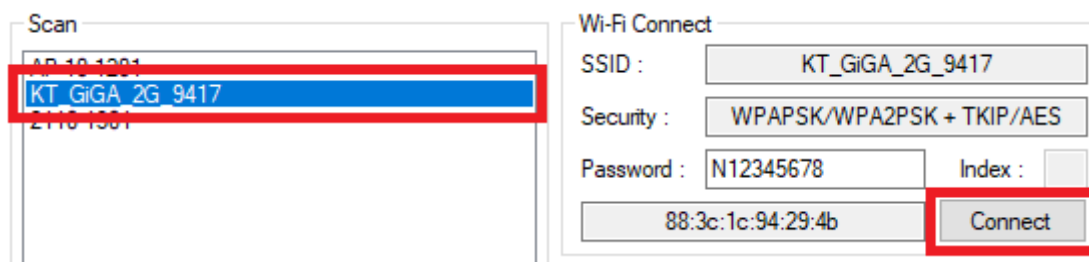 Scan
KT_GiGA_2G_9417
Wi-Fi Connect
SSID :
KT_GiGA_2G_9417
Security :
WPAPSK/WPA2PSK + TKIP/AES
Password :
N12345678
Index :
88:3c:1c:94:29:4b
Connect